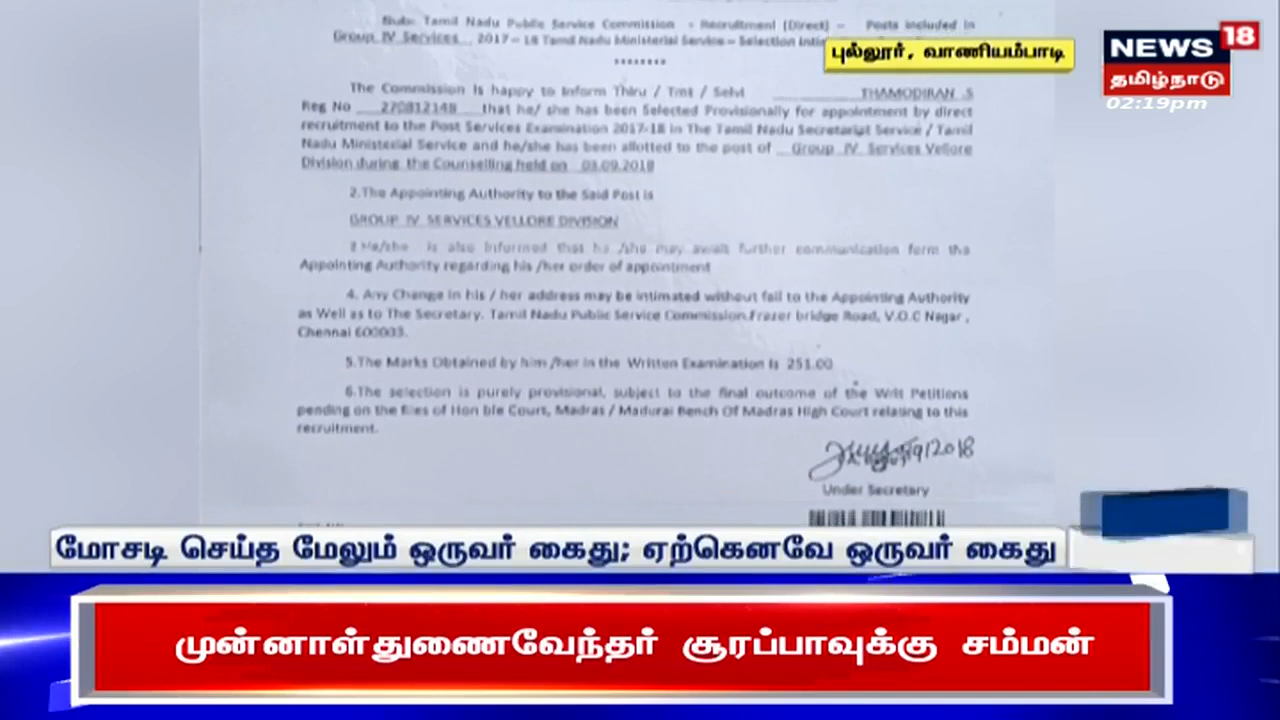 Sub: Tamil Nadu Public Service Commission - Recruitment (Direct) – Posts included in
Group IV Services 2017 – 18 Tamil Nadu Ministerial Service – Selection
********
புல்லூர், வாணியம்பாடி
NEWS 18
தமிழ்நாடு
02:19pm
The Commission is happy to Inform Thiru / Tmt / Selvi THAMODIRAN .S
Reg No 270812148 that he/ she has been Selected Provisionally for appointment by direct
recruitment to the Post Services Examination 2017-18 in The Tamil Nadu Secretariat Service / Tamil
Nadu Ministerial Service and he/she has been allotted to the post of Group IV Services Vellore
Division during the Counselling held on 03.09.2018
2.The Appointing Authority to the Said Post is
GROUP IV SERVICES VELLORE DIVISION
3.He/she is also Informed that he /she may await further communication form the
Appointing Authority regarding his /her order of appointment
4. Any Change in his / her address may be intimated without fail to the Appointing Authority
as Well as to The Secretary. Tamil Nadu Public Service Commission.Frazer bridge Road, V.O.C Nagar ,
Chennai 600003.
5.The Marks Obtained by him /her in the Written Examination is 251.00
6.The selection is purely provisional, subject to the final outcome of the Writ Petitions
pending on the files of Hon ble Court, Madras / Madurai Bench Of Madras High Court relating to this
recruitment.
Under Secretary
மோசடி செய்த மேலும் ஒருவர் கைது; ஏற்கெனவே ஒருவர் கைது
முன்னாள்துணைவேந்தர் சூரப்பாவுக்கு சம்மன்